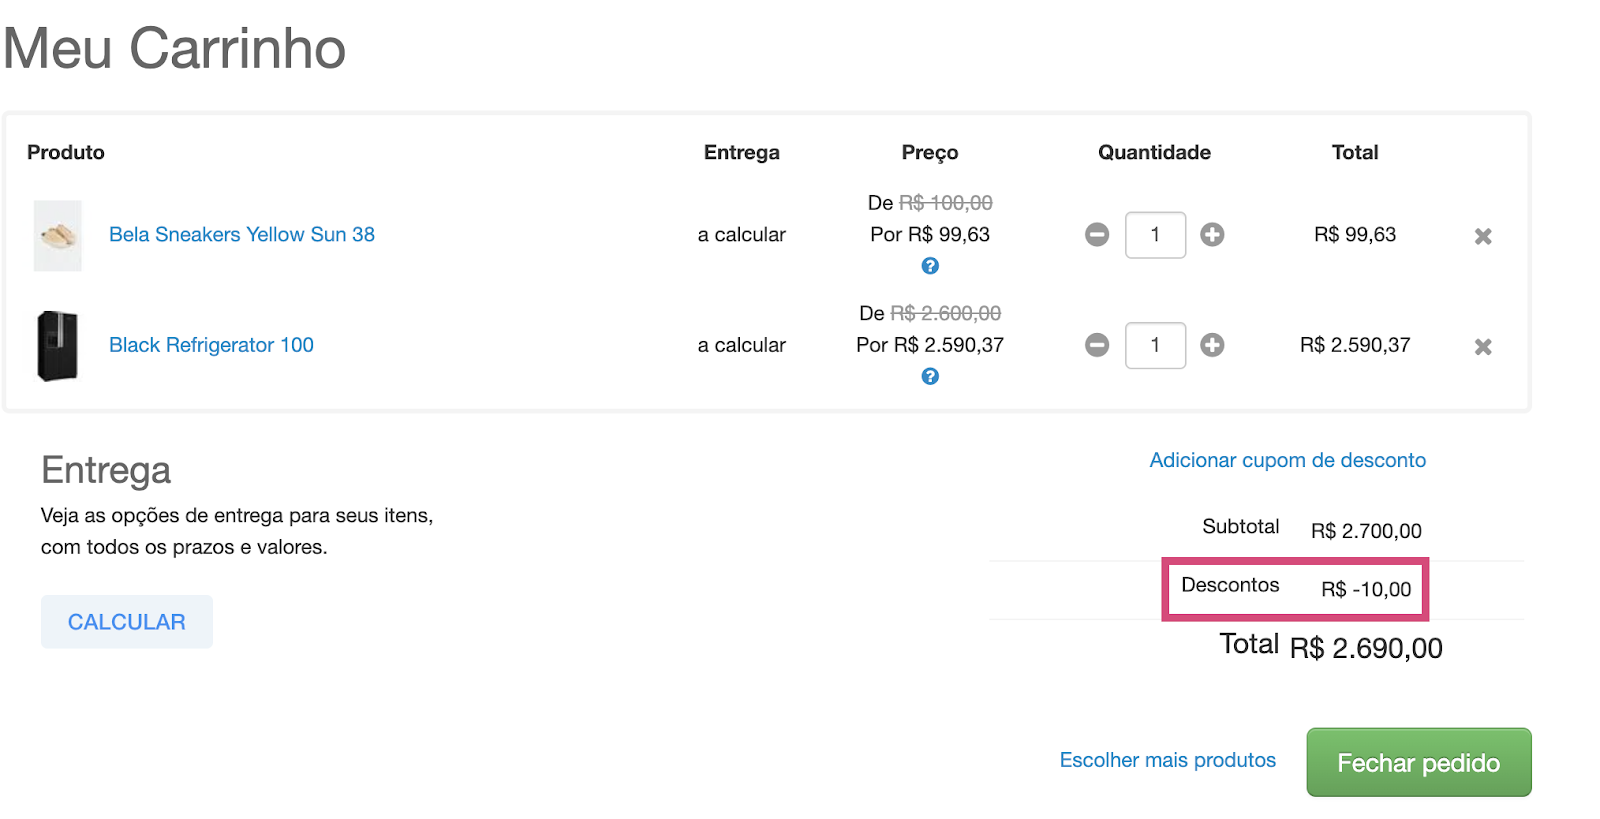 Meu Carrinho
Produto Entrega Preço Quantidade Total
De R$ 100,00
Bela Sneakers Yellow Sun 38 a calcular Por R$ 99,63 1 R$ 99,63
?
De R$ 2.600,00
Black Refrigerator 100 a calcular Por R$ 2.590,37 1 R$ 2.590,37
?
Entrega
Veja as opções de entrega para seus itens,
com todos os prazos e valores.
CALCULAR
Adicionar cupom de desconto
Subtotal R$ 2.700,00
Descontos R$ -10,00
Total R$ 2.690,00
Escolher mais produtos
Fechar pedido